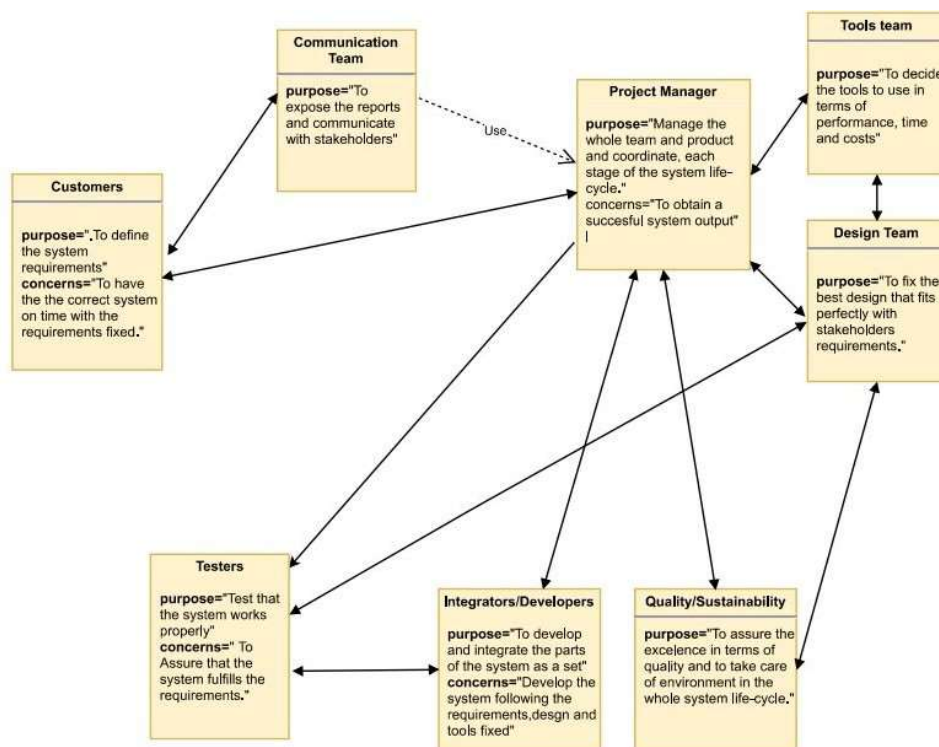 Communication
Team
purpose="To
expose the reports
and communicate
with stakeholders"
Use
Project Manager
purpose="Manage the
whole team and product
and coordinate, each
stage of the system life-
cycle."
concerns="To obtain a
succesful system output"
|
Tools team
purpose="To decide
the tools to use in
terms of
performance, time
and costs"
Customers
purpose=".To define
the system
requirements"
concerns="To have
the the correct system
on time with the
requirements fixed."
Design Team
purpose="To fix the
best design that fits
perfectly with
stakeholders
requirements."
Testers
purpose="Test that
the system works
properly"
concerns=" To
Assure that the
system fulfills the
requirements."
Integrators/Developers
purpose="To develop
and integrate the parts
of the system as a set"
concerns="Develop the
system following the
requirements,desgn and
tools fixed"
Quality/Sustainability
purpose="To assure the
excelence in terms of
quality and to take care
of environment in the
whole system life-cycle."